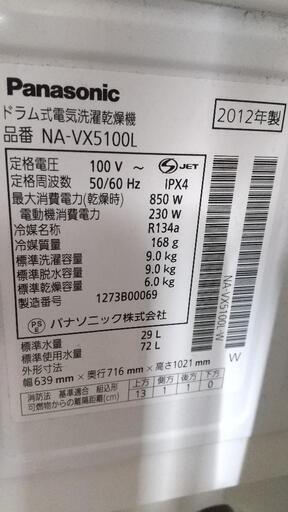 Panasonic
ドラム式電気洗濯乾燥機
品番 NA-VX5100L
2012年製
定格電圧 100 V ～ S JET
定格周波数 50/60 Hz IPX4
最大消費電力(乾燥時) 850 W
電動機消費電力 230 W
冷媒名称 R134a
冷媒質量 168 g
標準洗濯容量 9.0 kg
標準脱水容量 9.0 kg
標準乾燥容量 6.0 kg
製造番号 1273B00069
PS E パナソニック株式会社
標準水量 29 L
標準使用水量 72 L
外形寸法
幅639 mm×奥行716 mm×高さ1021 mm
消防法 基準適合 組込形 上方 側方 前方 後方
可燃物からの離隔距離(cm) 13 1 1 0
NA-VX5100L-W
W